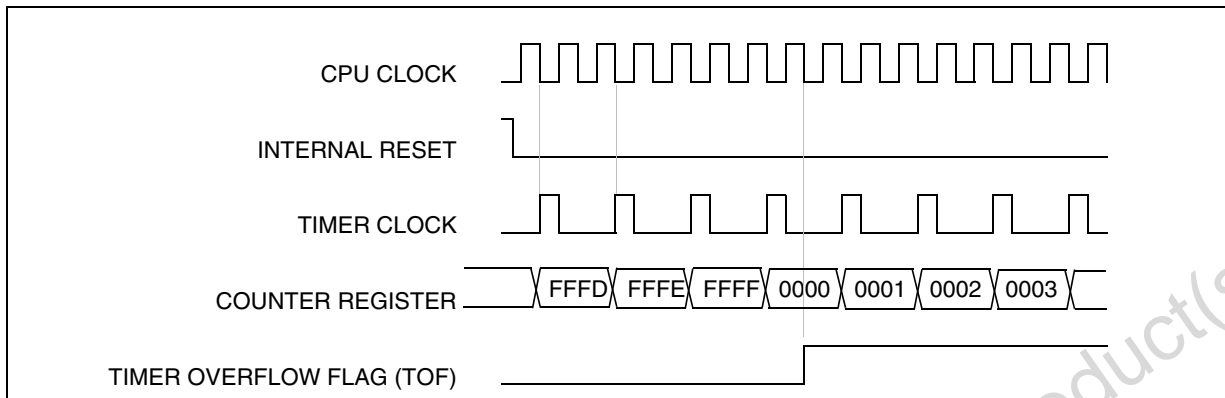 CPU CLOCK
INTERNAL RESET
TIMER CLOCK
COUNTER REGISTER
FFFD FFFE FFFF 0000 0001 0002 0003
TIMER OVERFLOW FLAG (TOF)